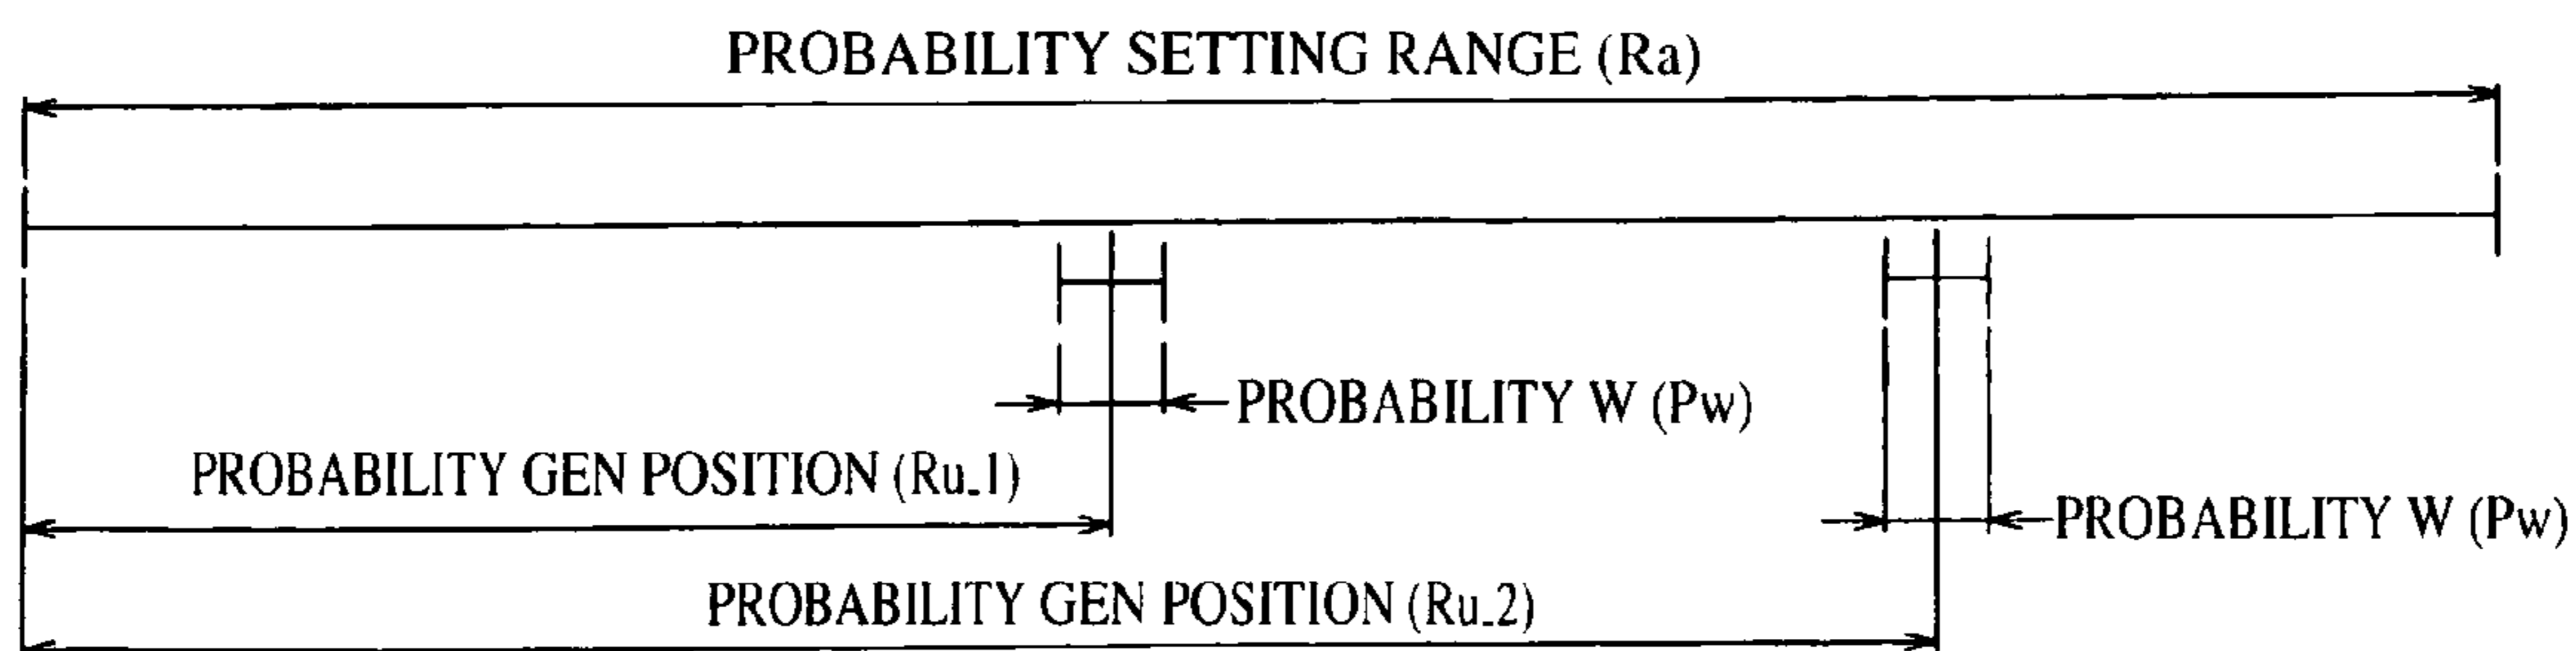 PROBABILITY SETTING RANGE (Ra)
PROBABILITY W (Pw)
PROBABILITY GEN POSITION (Ru_1)
PROBABILITY W (Pw)
PROBABILITY GEN POSITION (Ru_2)